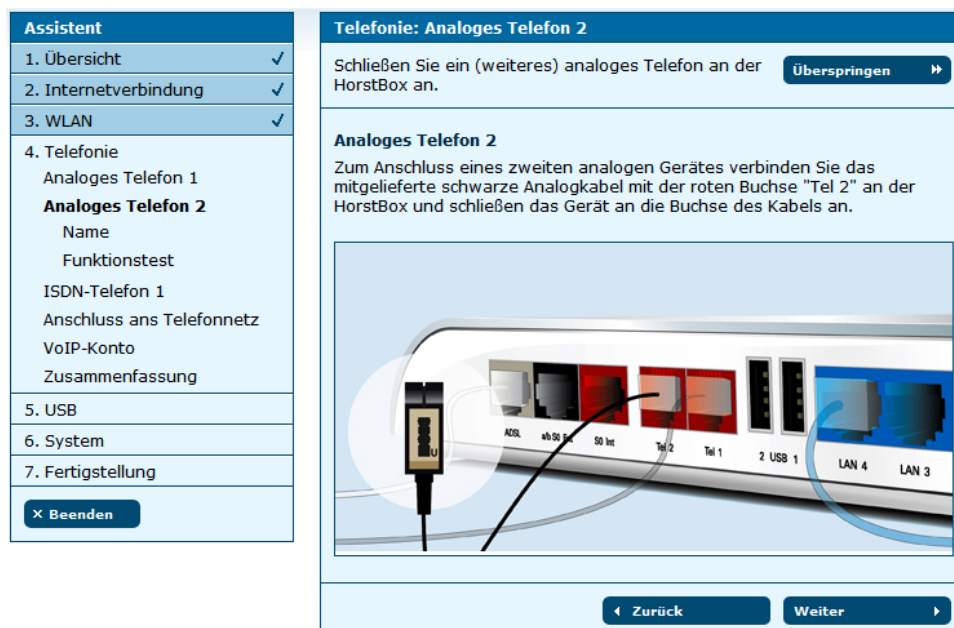 Assistent
1. Übersicht
2. Internetverbindung
3. WLAN
4. Telefonie
Analoges Telefon 1
Analoges Telefon 2
Name
Funktionstest
ISDN-Telefon 1
Anschluss ans Telefonnetz
VoIP-Konto
Zusammenfassung
5. USB
6. System
7. Fertigstellung
× Beenden
Telefonie: Analoges Telefon 2
Schließen Sie ein (weiteres) analoges Telefon an der
HorstBox an.
Überspringen
Analoges Telefon 2
Zum Anschluss eines zweiten analogen Gerätes verbinden Sie das
mitgelieferte schwarze Analogkabel mit der roten Buchse "Tel 2" an der
HorstBox und schließen das Gerät an die Buchse des Kabels an.
U
ADSL
a/b S0 Ext
S0 Int
Tel 2
Tel 1
2 USB 1
LAN 4
LAN 3
Zurück
Weiter